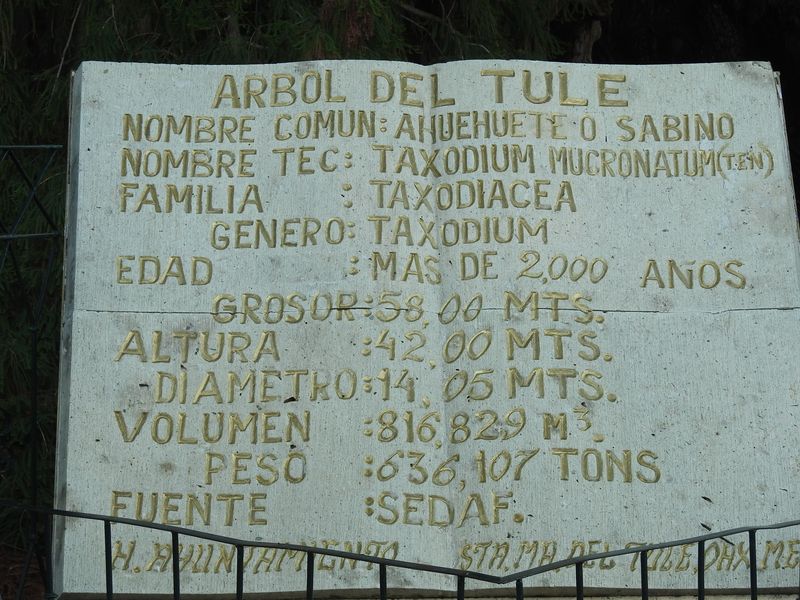 ARBOL DEL TULE
NOMBRE COMUN: AHUEHUETE O SABINO
NOMBRE TEC: TAXODIUM MUCRONATUM (TEN)
FAMILIA : TAXODIACEA
GENERO: TAXODIUM
EDAD : MAS DE 2,000 AÑOS
GROSOR: 58,00 MTS.
ALTURA : 42,00 MTS.
DIAMETRO: 14,05 MTS.
VOLUMEN : 816,829 M³.
PESO : 636,107 TONS
FUENTE : SEDAF.
H. AYUNTAMIENTO STA. MA. DEL TULE, OAX. MEX